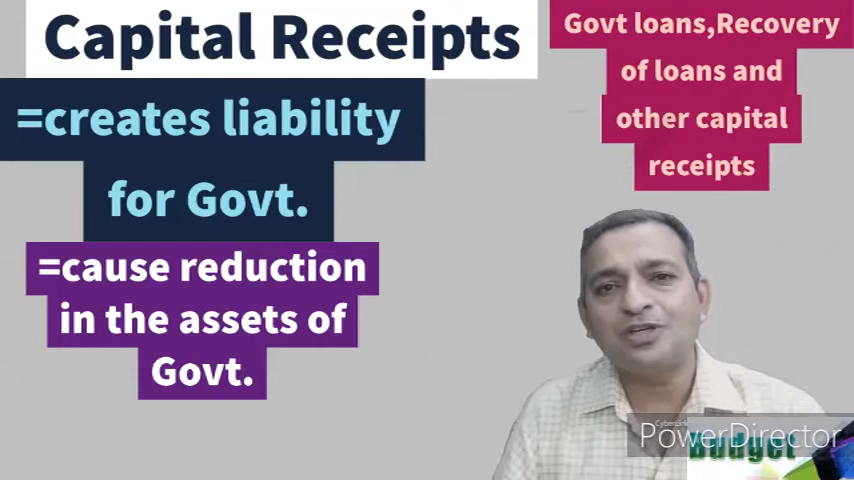 Capital Receipts
=creates liability
for Govt.
=cause reduction
in the assets of
Govt.
Govt loans,Recovery
of loans and
other capital
receipts
CyberLink
PowerDirector
Budget